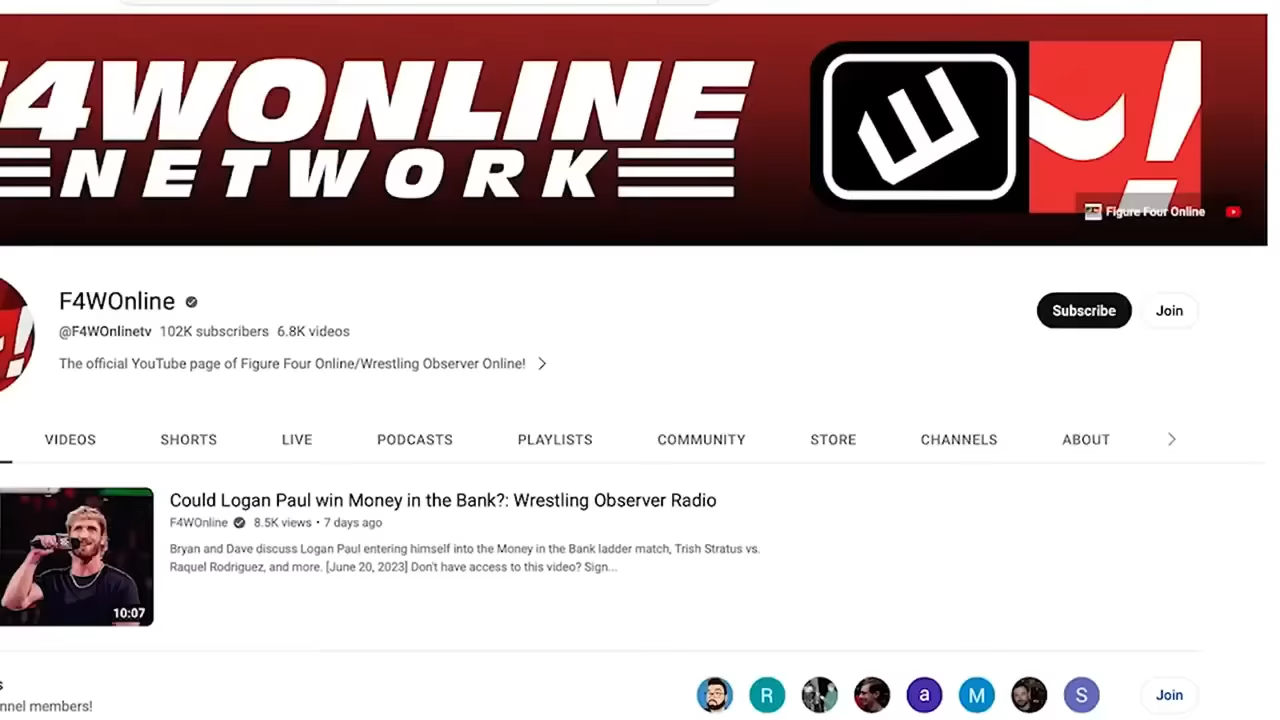 F4WONLINE
NETWORK
Figure Four Online
F4WOnline
@F4WOnlinetv 102K subscribers 6.8K videos
The official YouTube page of Figure Four Online/Wrestling Observer Online!
Subscribe
Join
VIDEOS SHORTS LIVE PODCASTS PLAYLISTS COMMUNITY STORE CHANNELS ABOUT
Could Logan Paul win Money in the Bank?: Wrestling Observer Radio
F4WOnline 8.5K views • 7 days ago
Bryan and Dave discuss Logan Paul entering himself into the Money in the Bank ladder match, Trish Stratus vs.
Raquel Rodriguez, and more. [June 20, 2023] Don't have access to this video? Sign...
10:07
R
a
M
S
Join
nnel members!